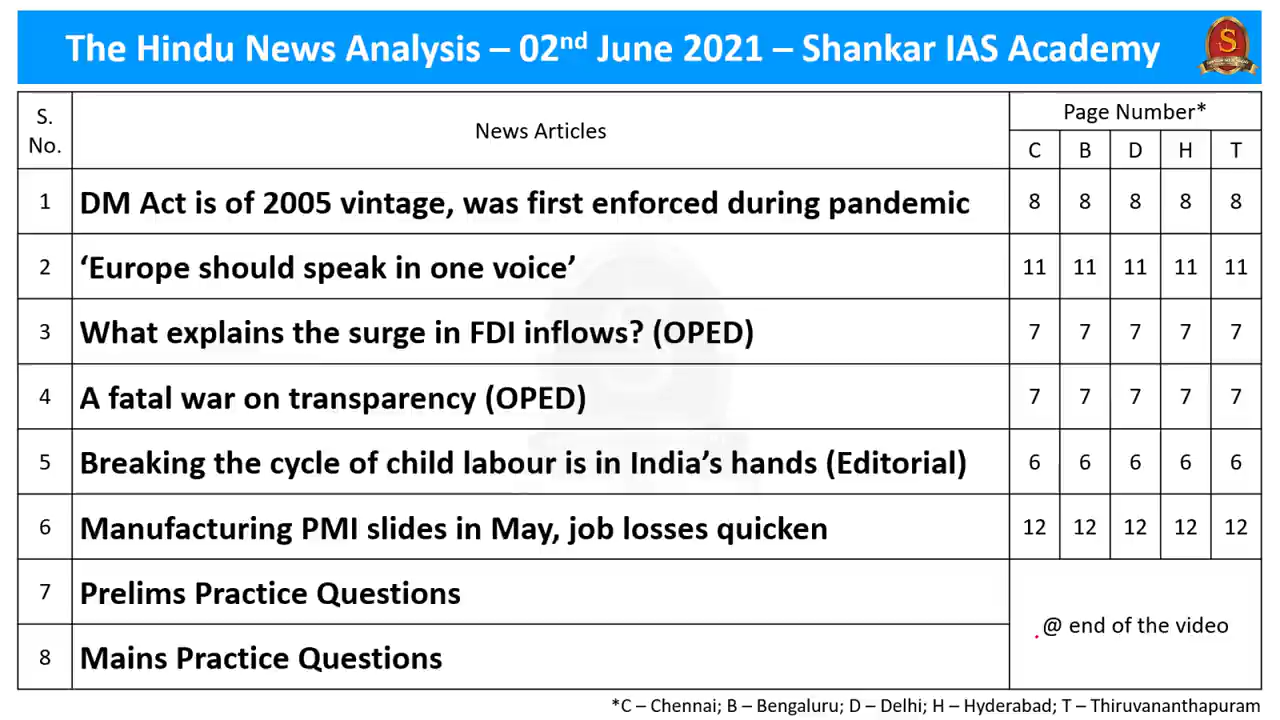 The Hindu News Analysis – 02nd June 2021 – Shankar IAS Academy
S. No. News Articles Page Number*
C B D H T
1 DM Act is of 2005 vintage, was first enforced during pandemic 8 8 8 8 8
2 ‘Europe should speak in one voice’ 11 11 11 11 11
3 What explains the surge in FDI inflows? (OPED) 7 7 7 7 7
4 A fatal war on transparency (OPED) 7 7 7 7 7
5 Breaking the cycle of child labour is in India’s hands (Editorial) 6 6 6 6 6
6 Manufacturing PMI slides in May, job losses quicken 12 12 12 12 12
7 Prelims Practice Questions
@ end of the video
8 Mains Practice Questions
*C – Chennai; B – Bengaluru; D – Delhi; H – Hyderabad; T – Thiruvananthapuram